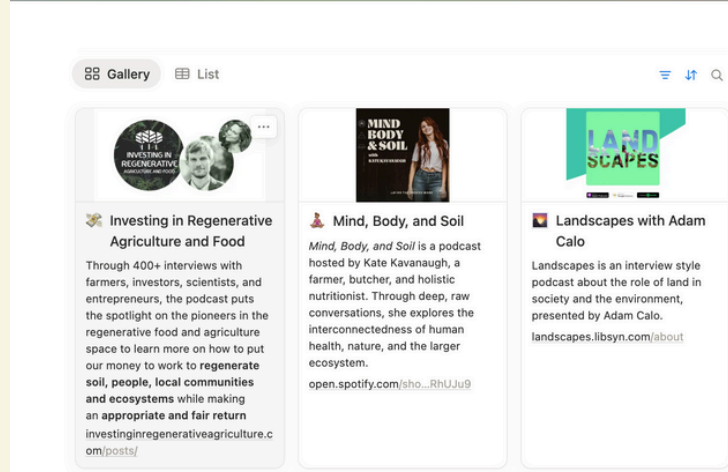 Gallery
List
INVESTING IN
REGENERATIVE
AGRICULTURE AND FOOD
MIND
BODY
& SOIL
with
KATE KAVANAUGH
LAND
SCAPES
Investing in Regenerative
Agriculture and Food
Through 400+ interviews with
farmers, investors, scientists, and
entrepreneurs, the podcast puts
the spotlight on the pioneers in the
regenerative food and agriculture
space to learn more on how to put
our money to work to regenerate
soil, people, local communities
and ecosystems while making
an appropriate and fair return
investinginregenerativeagriculture.c
om/posts/
Mind, Body, and Soil
Mind, Body, and Soil is a podcast
hosted by Kate Kavanaugh, a
farmer, butcher, and holistic
nutritionist. Through deep, raw
conversations, she explores the
interconnectedness of human
health, nature, and the larger
ecosystem.
open.spotify.com/sho...RhUJu9
Landscapes with Adam
Calo
Landscapes is an interview style
podcast about the role of land in
society and the environment,
presented by Adam Calo.
landscapes.libsyn.com/about